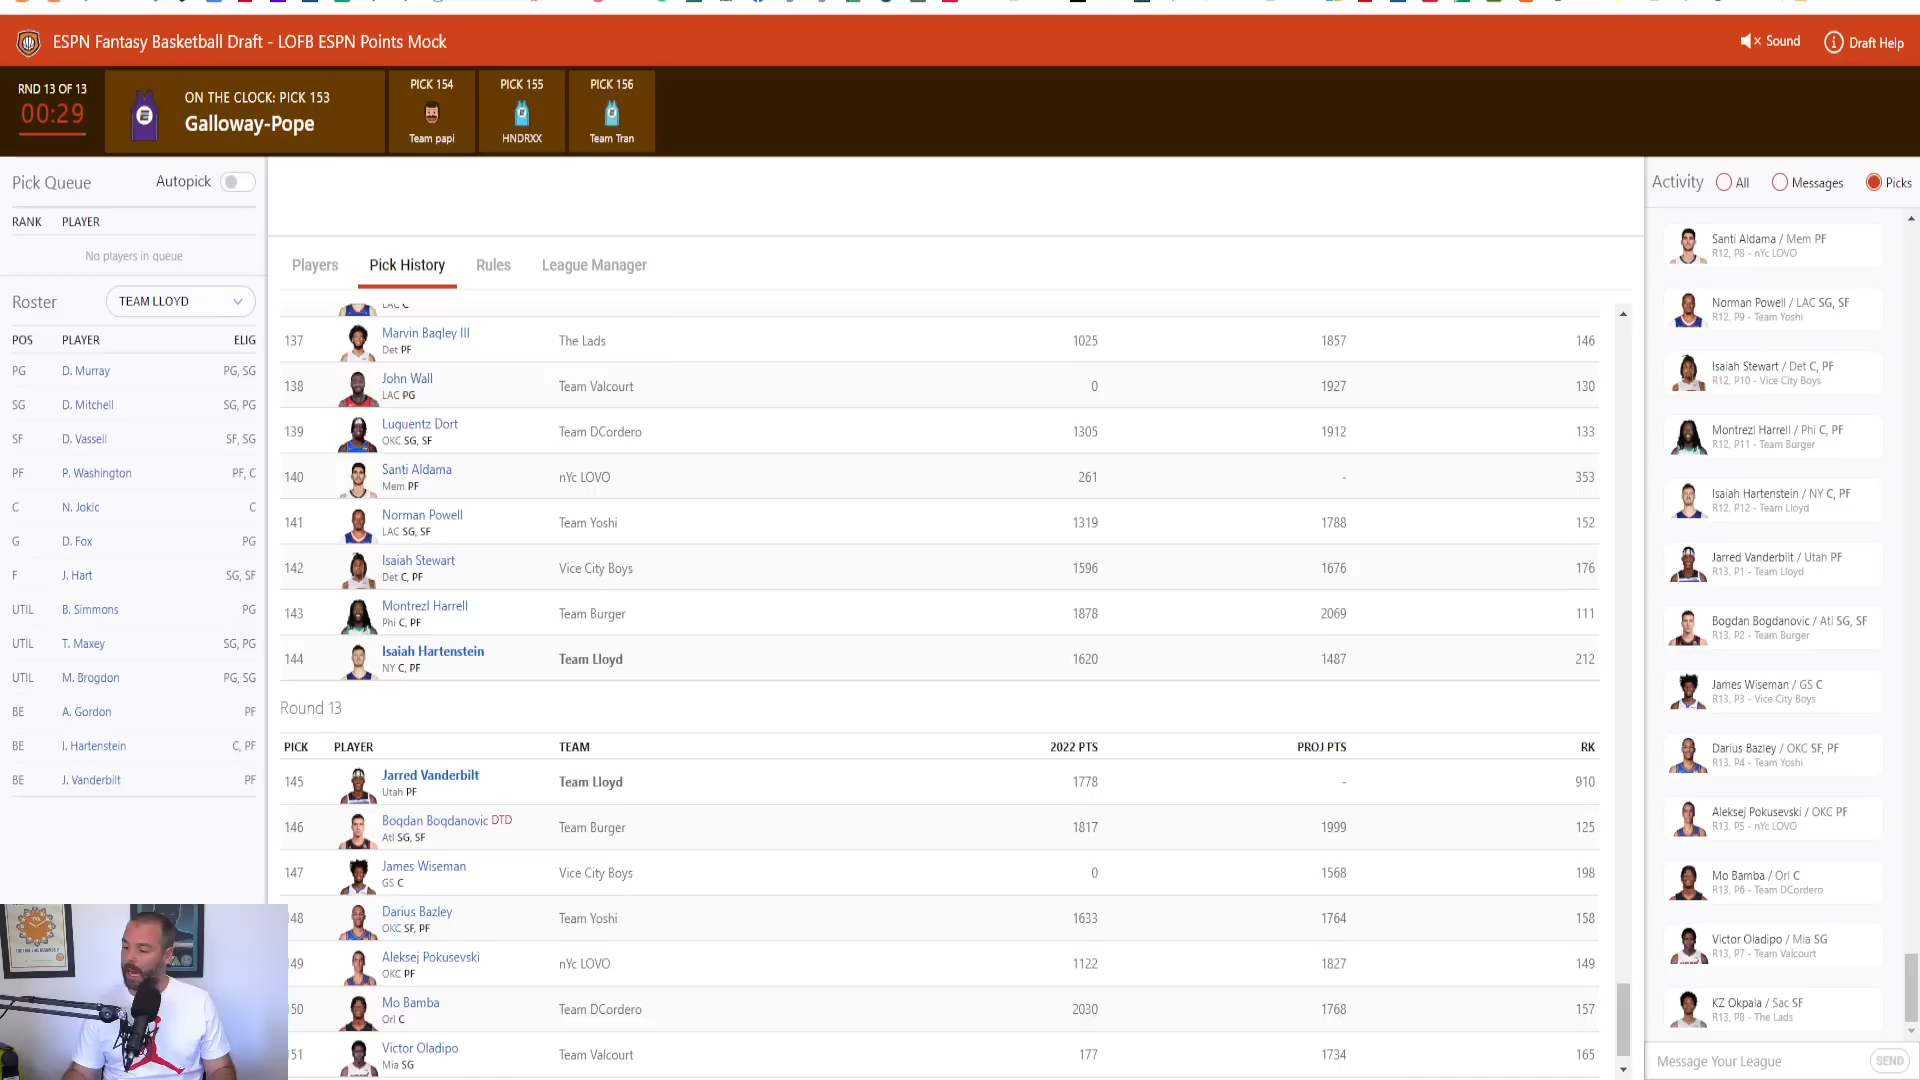 ESPN Fantasy Basketball Draft - LOFB ESPN Points Mock
Sound
Draft Help
RND 13 OF 13
00:29
ON THE CLOCK: PICK 153
Galloway-Pope
PICK 154
Team papi
PICK 155
HNDRXX
PICK 156
Team Tran
Pick Queue
Autopick
RANK PLAYER
No players in queue
Roster
TEAM LLOYD
POS PLAYER ELIG
PG D. Murray PG, SG
SG D. Mitchell SG, PG
SF D. Vassell SF, SG
PF P. Washington PF, C
C N. Jokic C
G D. Fox PG
F J. Hart SG, SF
UTIL B. Simmons PG
UTIL T. Maxey SG, PG
UTIL M. Brogdon PG, SG
BE A. Gordon PF
BE I. Hartenstein C, PF
BE J. Vanderbilt PF
Players Pick History Rules League Manager
LAC C
137 Marvin Bagley III The Lads 1025 1857 146
Det PF
138 John Wall Team Valcourt 0 1927 130
LAC PG
139 Luguentz Dort Team DCordero 1305 1912 133
OKC SG, SF
140 Santi Aldama nYc LOVO 261 - 353
Mem PF
141 Norman Powell Team Yoshi 1319 1788 152
LAC SG, SF
142 Isaiah Stewart Vice City Boys 1596 1676 176
Det C, PF
143 Montrezl Harrell Team Burger 1878 2069 111
Phi C, PF
144 Isaiah Hartenstein Team Lloyd 1620 1487 212
NY C, PF
Round 13
PICK PLAYER TEAM 2022 PTS PROJ PTS RK
145 Jarred Vanderbilt Team Lloyd 1778 - 910
Utah PF
146 Bogdan Bogdanovic DTD Team Burger 1817 1999 125
Atl SG, SF
147 James Wiseman Vice City Boys 0 1568 198
GS C
48 Darius Bazley Team Yoshi 1633 1764 158
OKC SF, PF
49 Aleksej Pokusevski nYc LOVO 1122 1827 149
OKC PF
50 Mo Bamba Team DCordero 2030 1768 157
Orl C
51 Victor Oladipo Team Valcourt 177 1734 165
Mia SG
Activity All Messages Picks
Santi Aldama / Mem PF
R12, P8 - nYc LOVO
Norman Powell / LAC SG, SF
R12, P9 - Team Yoshi
Isaiah Stewart / Det C, PF
R12, P10 - Vice City Boys
Montrezl Harrell / Phi C, PF
R12, P11 - Team Burger
Isaiah Hartenstein / NY C, PF
R12, P12 - Team Lloyd
Jarred Vanderbilt / Utah PF
R13, P1 - Team Lloyd
Bogdan Bogdanovic / Atl SG, SF
R13, P2 - Team Burger
James Wiseman / GS C
R13, P3 - Vice City Boys
Darius Bazley / OKC SF, PF
R13, P4 - Team Yoshi
Aleksej Pokusevski / OKC PF
R13, P5 - nYc LOVO
Mo Bamba / Orl C
R13, P6 - Team DCordero
Victor Oladipo / Mia SG
R13, P7 - Team Valcourt
KZ Okpala / Sac SF
R13, P8 - The Lads
Message Your League
SEND